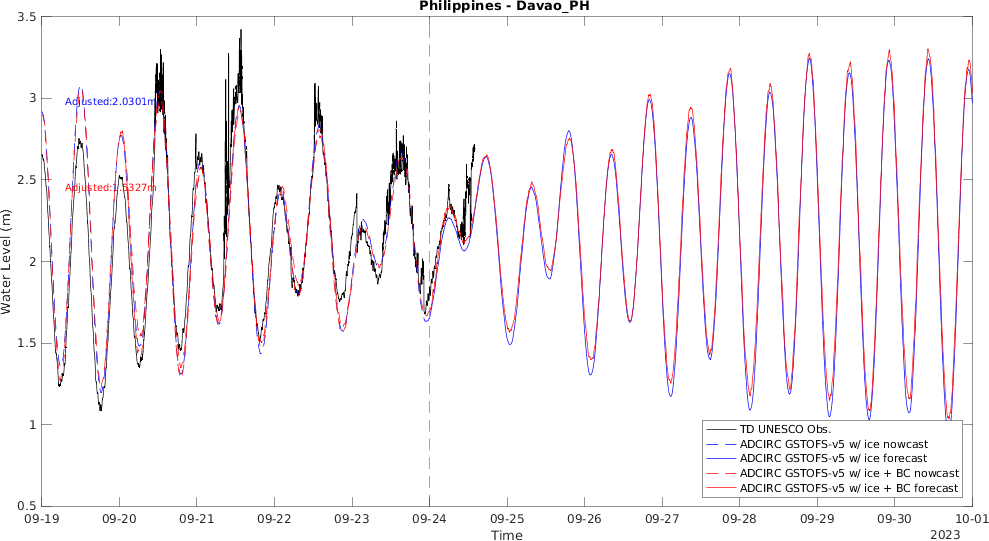 Philippines - Davao_PH
3.5
3
2.5
2
1.5
1
0.5
Water Level (m)
Adjusted:2.0301m
Adjusted:1.6327m
TD UNESCO Obs.
ADCIRC GSTOFS-v5 w/ ice nowcast
ADCIRC GSTOFS-v5 w/ ice forecast
ADCIRC GSTOFS-v5 w/ ice + BC nowcast
ADCIRC GSTOFS-v5 w/ ice + BC forecast
09-19 09-20 09-21 09-22 09-23 09-24 09-25 09-26 09-27 09-28 09-29 09-30 10-01
Time
2023